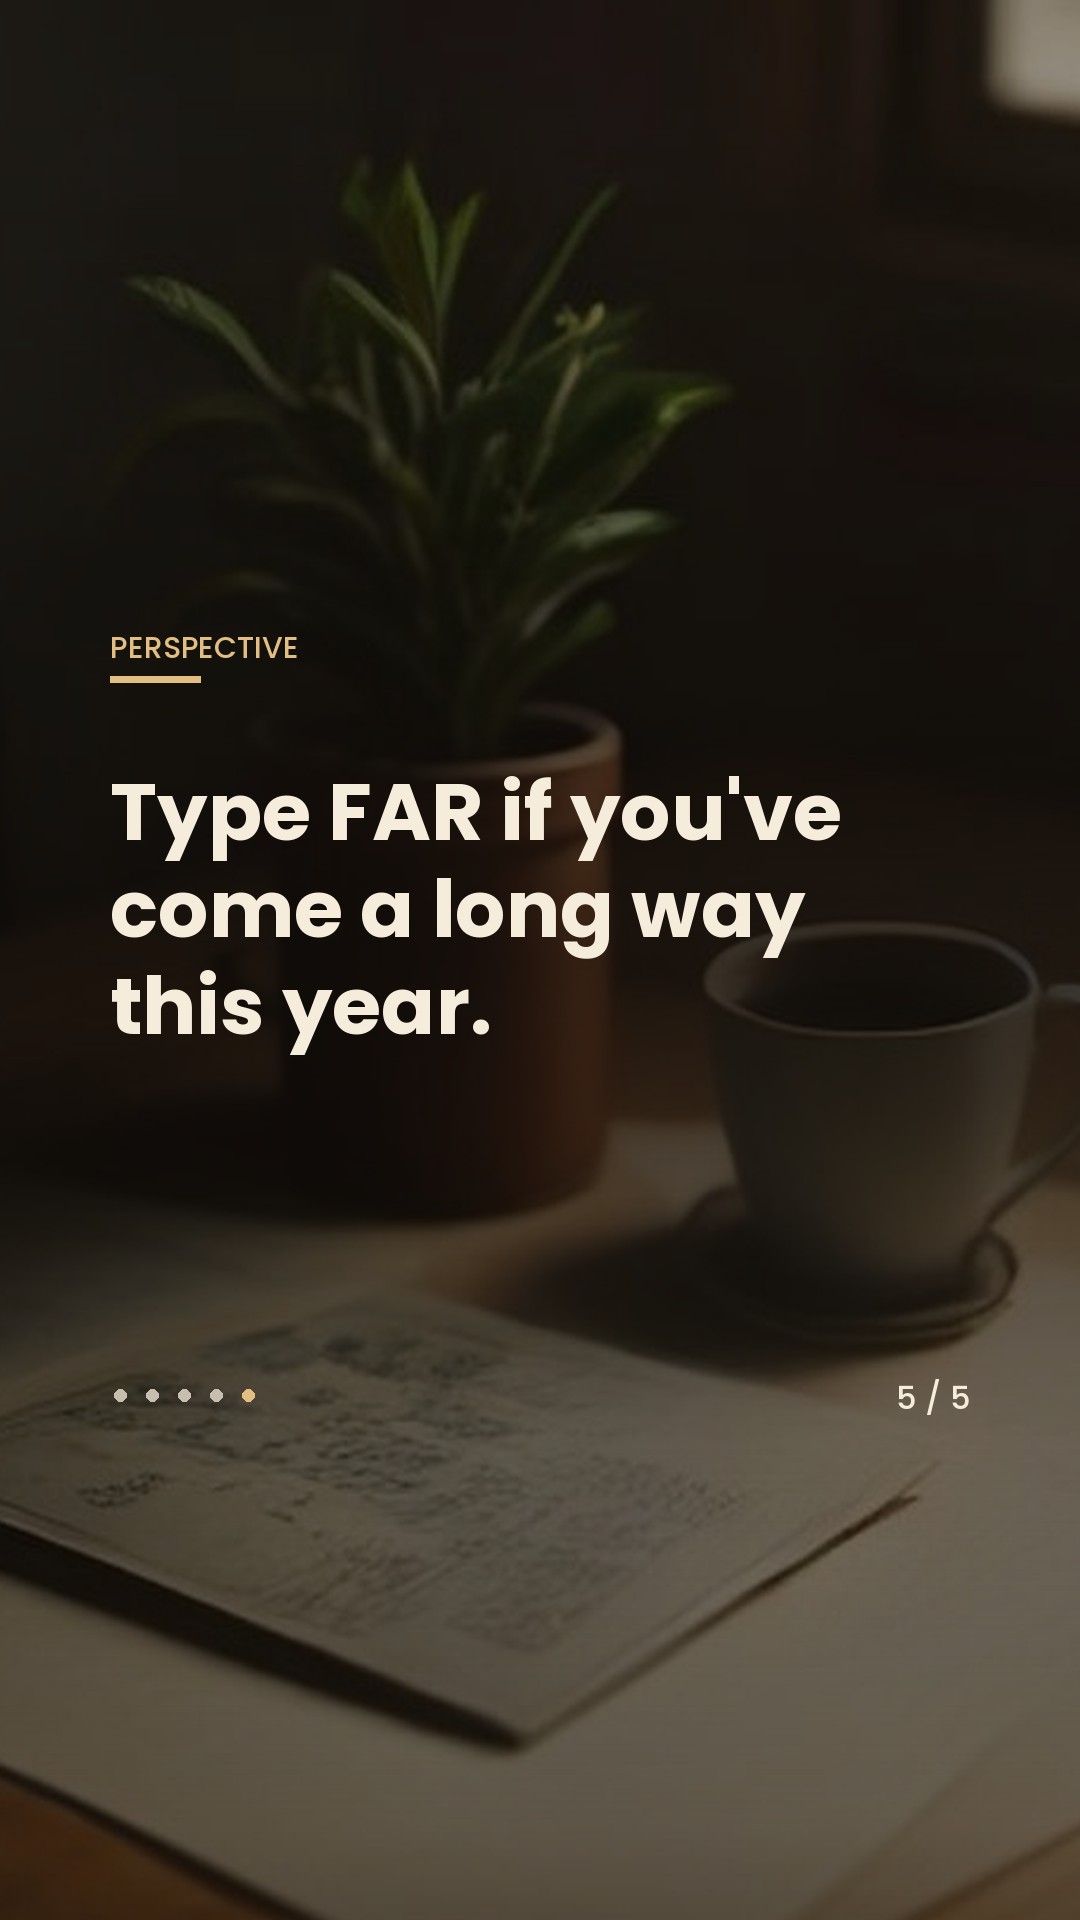 PERSPECTIVE
Type FAR if you've
come a long way
this year.
5 / 5